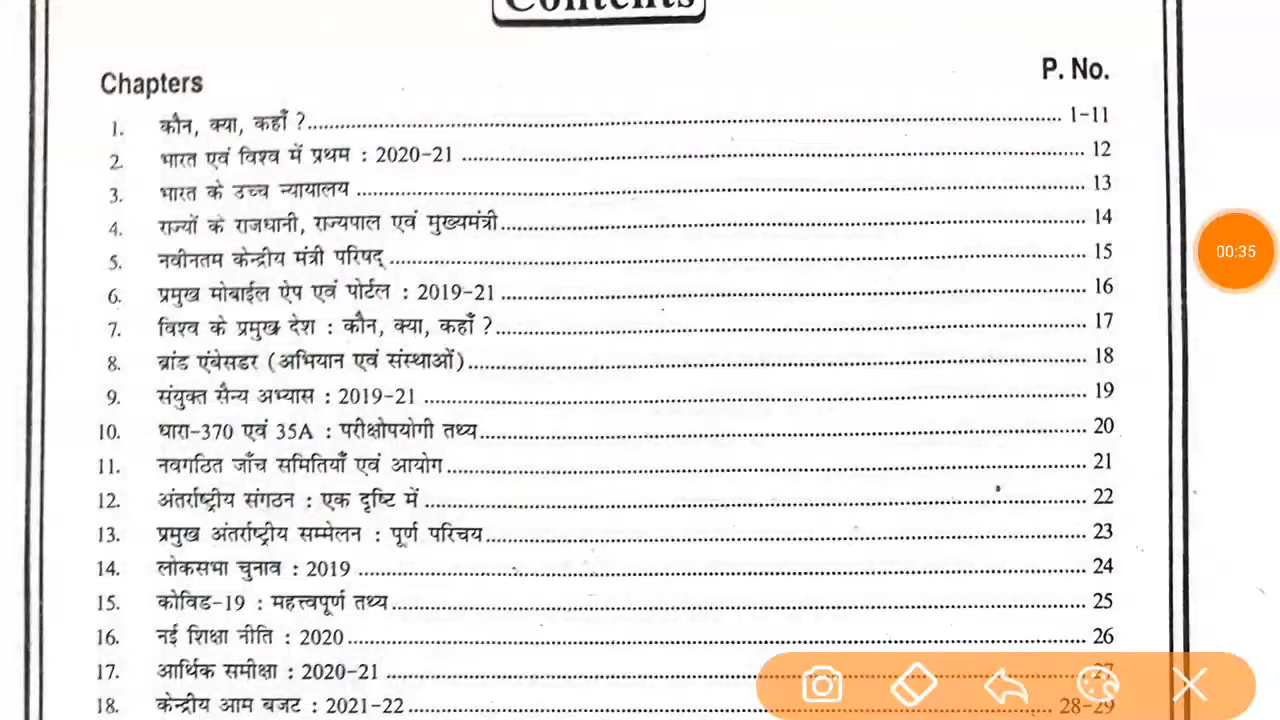 Contents
Chapters P. No.
1. कौन, क्या, कहाँ ? 1-11
2. भारत एवं विश्व में प्रथम : 2020-21 12
3. भारत के उच्च न्यायालय 13
4. राज्यों के राजधानी, राज्यपाल एवं मुख्यमंत्री 14
5. नवीनतम केन्द्रीय मंत्री परिषद् 15
6. प्रमुख मोबाईल ऐप एवं पोर्टल : 2019-21 16
7. विश्व के प्रमुख देश : कौन, क्या, कहाँ ? 17
8. ब्रांड एंबेसडर (अभियान एवं संस्थाओं) 18
9. संयुक्त सैन्य अभ्यास : 2019-21 19
10. धारा-370 एवं 35A : परीक्षोपयोगी तथ्य 20
11. नवगठित जाँच समितियाँ एवं आयोग 21
12. अंतर्राष्ट्रीय संगठन : एक दृष्टि में 22
13. प्रमुख अंतर्राष्ट्रीय सम्मेलन : पूर्ण परिचय 23
14. लोकसभा चुनाव : 2019 24
15. कोविड-19 : महत्त्वपूर्ण तथ्य 25
16. नई शिक्षा नीति : 2020 26
17. आर्थिक समीक्षा : 2020-21 27
18. केन्द्रीय आम बजट : 2021-22 28-29
00:35